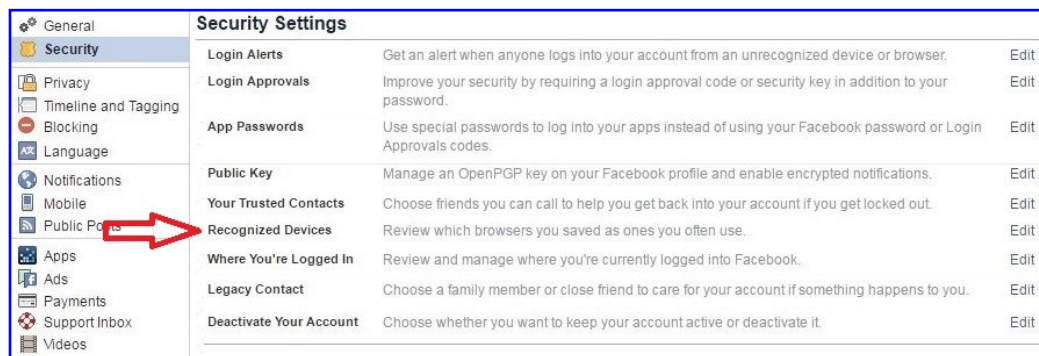 General
Security
Privacy
Timeline and Tagging
Blocking
Language
Notifications
Mobile
Public Posts
Apps
Ads
Payments
Support Inbox
Videos
Security Settings
Login Alerts Get an alert when anyone logs into your account from an unrecognized device or browser. Edit
Login Approvals Improve your security by requiring a login approval code or security key in addition to your Edit
password.
App Passwords Use special passwords to log into your apps instead of using your Facebook password or Login Edit
Approvals codes.
Public Key Manage an OpenPGP key on your Facebook profile and enable encrypted notifications. Edit
Your Trusted Contacts Choose friends you can call to help you get back into your account if you get locked out. Edit
Recognized Devices Review which browsers you saved as ones you often use. Edit
Where You're Logged In Review and manage where you're currently logged into Facebook. Edit
Legacy Contact Choose a family member or close friend to care for your account if something happens to you. Edit
Deactivate Your Account Choose whether you want to keep your account active or deactivate it. Edit